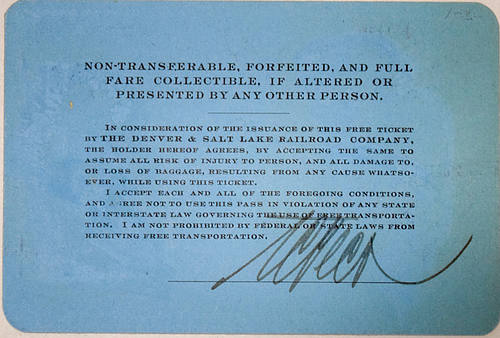 NON-TRANSFERABLE, FORFEITED, AND FULL
FARE COLLECTIBLE, IF ALTERED OR
PRESENTED BY ANY OTHER PERSON.
IN CONSIDERATION OF THE ISSUANCE OF THIS FREE TICKET
BY THE DENVER & SALT LAKE RAILROAD COMPANY,
THE HOLDER HEREOF AGREES, BY ACCEPTING THE SAME TO
ASSUME ALL RISK OF INJURY TO PERSON, AND ALL DAMAGE TO,
OR LOSS OF BAGGAGE, RESULTING FROM ANY CAUSE WHATSO-
EVER, WHILE USING THIS TICKET.
I ACCEPT EACH AND ALL OF THE FOREGOING CONDITIONS,
AND AGREE NOT TO USE THIS PASS IN VIOLATION OF ANY STATE
OR INTERSTATE LAW GOVERNING THE USE OF FREE TRANSPORTA-
TION. I AM NOT PROHIBITED BY FEDERAL OR STATE LAWS FROM
RECEIVING FREE TRANSPORTATION.